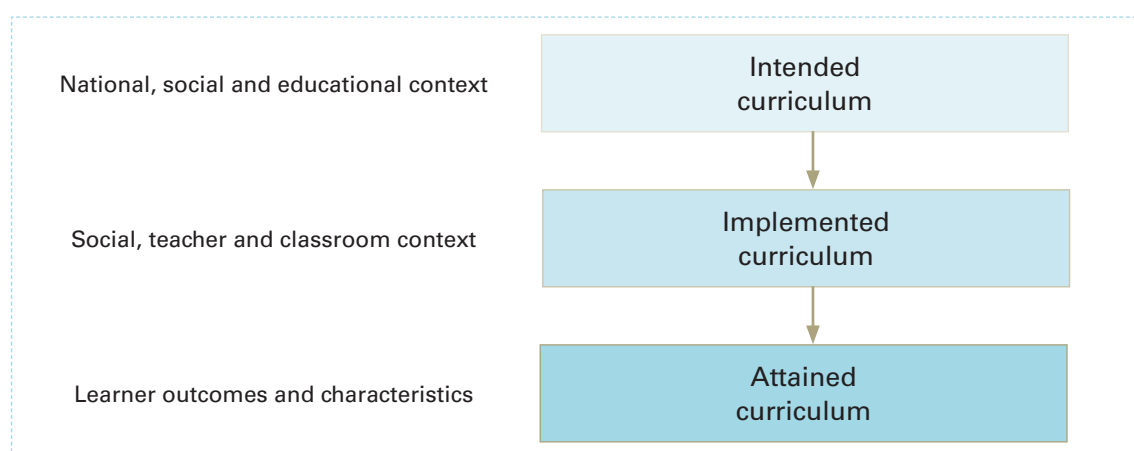 National, social and educational context
Intended
curriculum
Social, teacher and classroom context
Implemented
curriculum
Learner outcomes and characteristics
Attained
curriculum